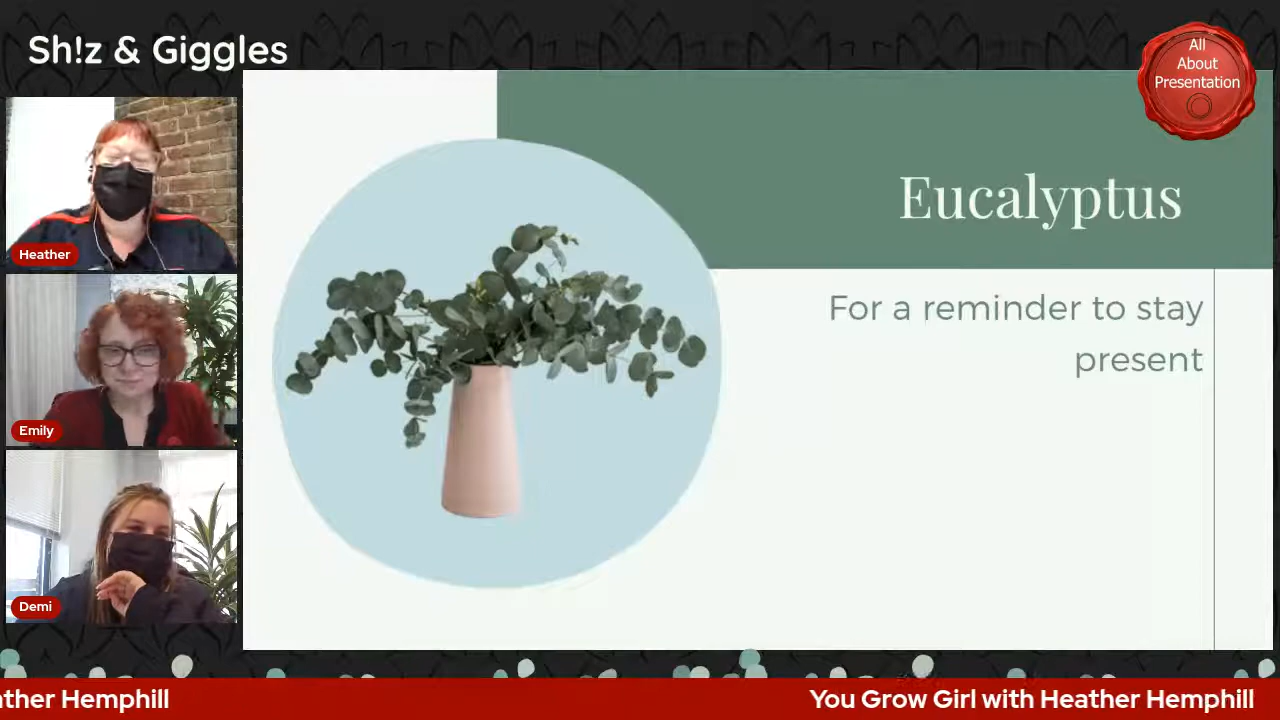 Sh!z & Giggles
All
About
Presentation
Eucalyptus
For a reminder to stay
present
Heather
Emily
Demi
ather Hemphill
You Grow Girl with Heather Hemphill